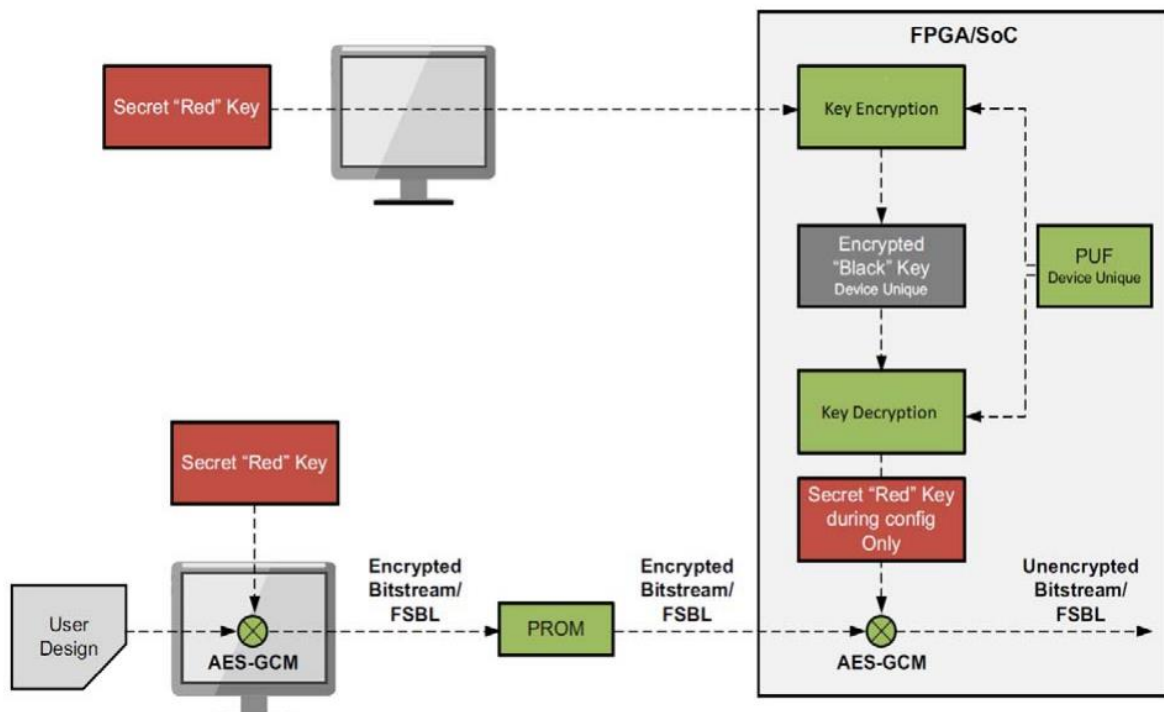 FPGA/SoC
Secret “Red” Key
Key Encryption
Encrypted
“Black” Key
Device Unique
PUF
Device Unique
Key Decryption
Secret “Red” Key
Secret “Red” Key
during config
Only
User
Design
AES-GCM
Encrypted
Bitstream/
FSBL
PROM
Encrypted
Bitstream/
FSBL
AES-GCM
Unencrypted
Bitstream/
FSBL